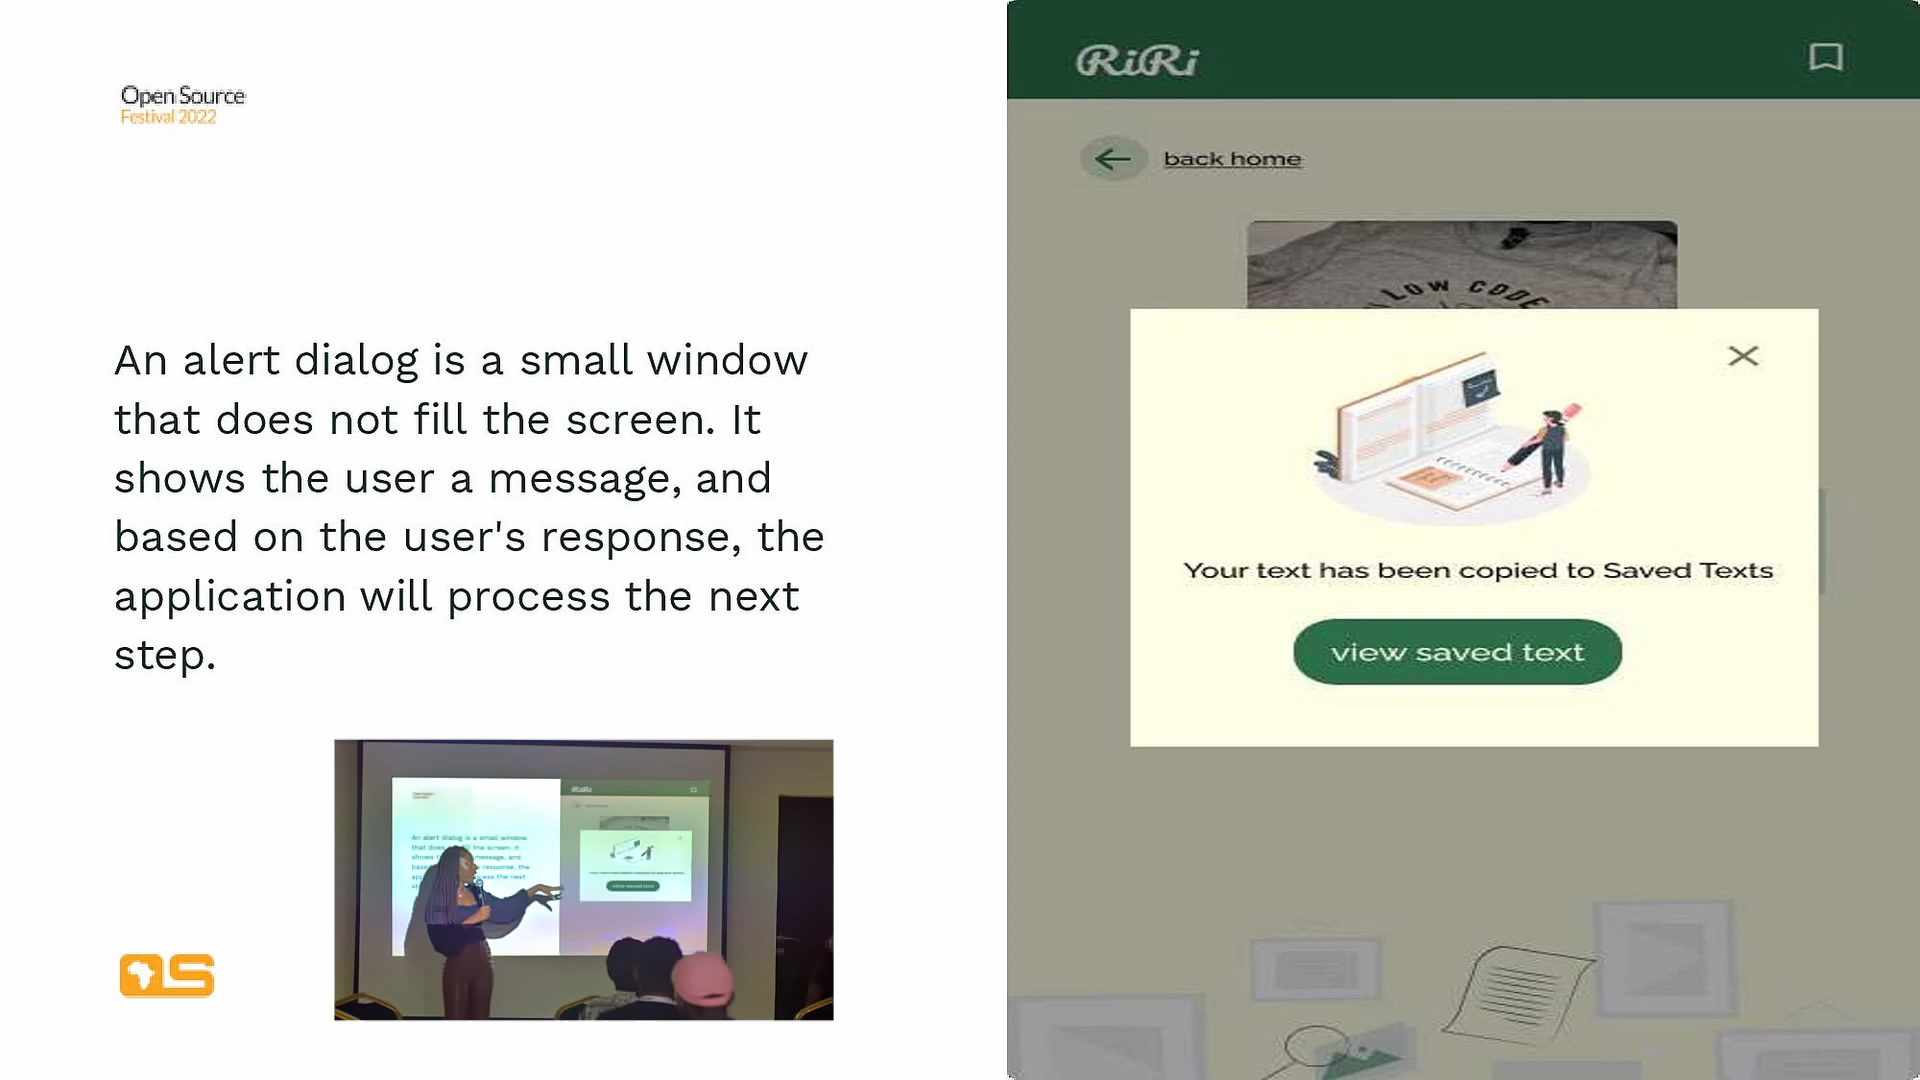 Open Source
Festival 2022
An alert dialog is a small window
that does not fill the screen. It
shows the user a message, and
based on the user's response, the
application will process the next
step.
RiRi
back home
LOW CODE
Your text has been copied to Saved Texts
view saved text